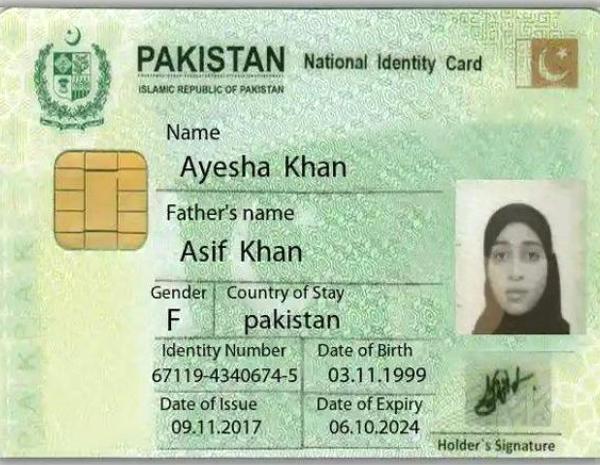 PAKISTAN National Identity Card
ISLAMIC REPUBLIC OF PAKISTAN
Name
Ayesha Khan
Father's name
Asif Khan
Gender Country of Stay
F pakistan
Identity Number Date of Birth
67119-4340674-5 03.11.1999
Date of Issue Date of Expiry
09.11.2017 06.10.2024
Holder's Signature